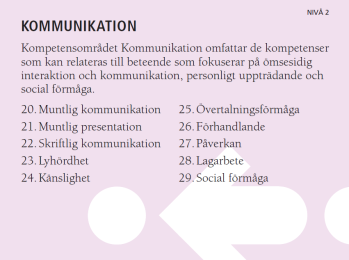 NIVÅ 2
KOMMUNIKATION
Kompetensområdet Kommunikation omfattar de kompetenser
som kan relateras till beteende som fokuserar på ömsesidig
interaktion och kommunikation, personligt uppträdande och
social förmåga.
20. Muntlig kommunikation
21. Muntlig presentation
22. Skriftlig kommunikation
23. Lyhördhet
24. Känslighet
25. Övertalningsförmåga
26. Förhandlande
27. Påverkan
28. Lagarbete
29. Social förmåga